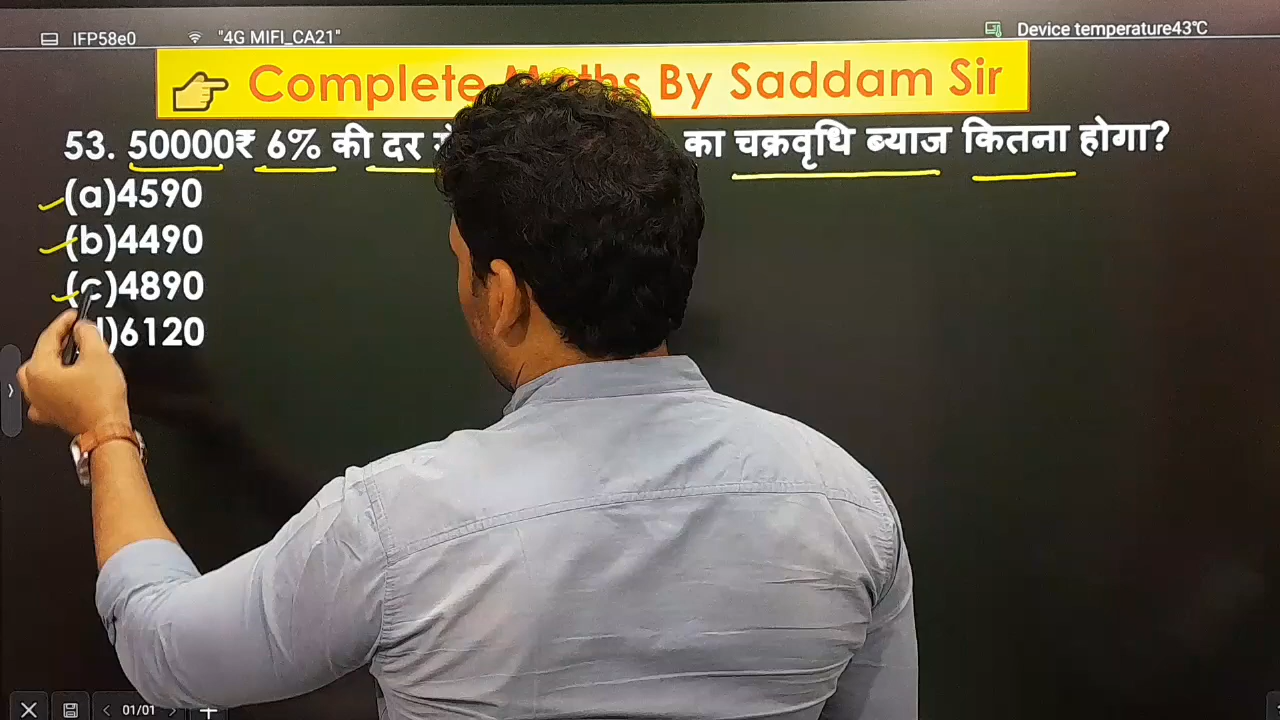 IFP58e0 "4G MIFI_CA21" Device temperature43℃
Complete Maths By Saddam Sir
53. 50000₹ 6% की दर का चक्रवृधि ब्याज कितना होगा?
(a)4590
(b)4490
(c)4890
d)6120
01/01